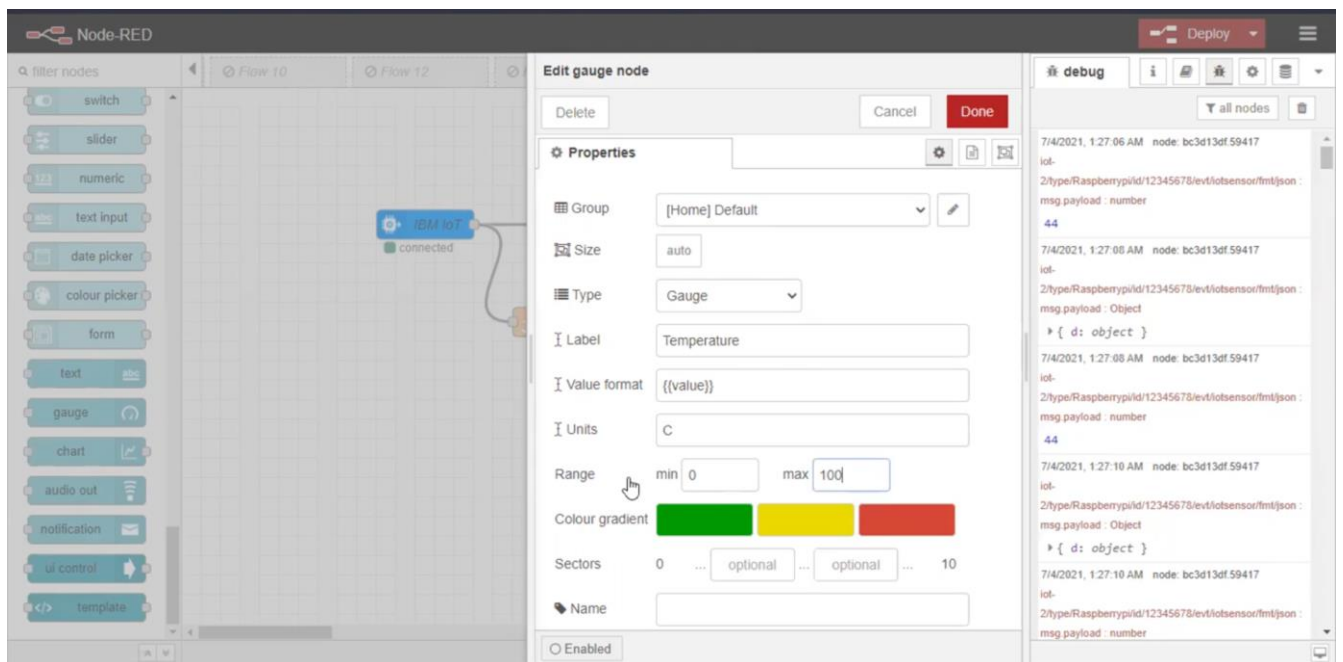 Node-RED
Deploy
filter nodes
Flow 10
Flow 12
switch
slider
numeric
text input
date picker
colour picker
form
text
abc
gauge
chart
audio out
notification
ui control
template
IBM IoT
connected
Edit gauge node
Delete
Cancel
Done
Properties
Group
[Home] Default
Size
auto
Type
Gauge
Label
Temperature
Value format
{{value}}
Units
C
Range
min 0
max 100
Colour gradient
Sectors
0 ... optional ... optional ... 10
Name
Enabled
debug
all nodes
7/4/2021, 1:27:06 AM node: bc3d13df.59417
iot-
2/type/Raspberrypi/id/12345678/evt/iotsensor/fmt/json :
msg.payload : number
44
7/4/2021, 1:27:08 AM node: bc3d13df.59417
iot-
2/type/Raspberrypi/id/12345678/evt/iotsensor/fmt/json :
msg.payload : Object
{ d: object }
7/4/2021, 1:27:08 AM node: bc3d13df.59417
iot-
2/type/Raspberrypi/id/12345678/evt/iotsensor/fmt/json :
msg.payload : number
44
7/4/2021, 1:27:10 AM node: bc3d13df.59417
iot-
2/type/Raspberrypi/id/12345678/evt/iotsensor/fmt/json :
msg.payload : Object
{ d: object }
7/4/2021, 1:27:10 AM node: bc3d13df.59417
iot-
2/type/Raspberrypi/id/12345678/evt/iotsensor/fmt/json :
msg.payload : number